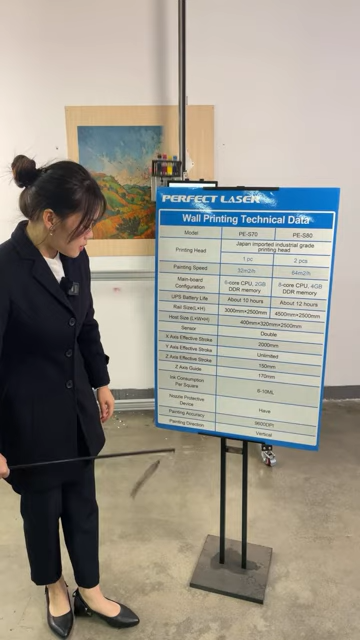 PERFECT LASER
Wall Printing Technical Data
Model PE-S70 PE-S80
Printing Head Japan imported industrial grade
printing head
1 pc 2 pcs
Painting Speed 32m2/h 64m2/h
Main-board
Configuration 6-core CPU, 2GB
DDR memory 8-core CPU, 4GB
DDR memory
UPS Battery Life About 12 hours About 12 hours
Rail Size(L*H) 3000mm*2500mm 4500mm*2500mm
Host Size (L*W*H) 400mm*320mm*2500mm
Sensor Double
X Axis Effective Stroke 2000mm
Y Axis Effective Stroke Unlimited
Z Axis Effective Stroke 150mm
Z Axis Guide 170mm
Ink Consumption
Per Square 8-10ML
Nozzle Protective
Device Have
Painting Accuracy 9600DPI
Painting Direction Vertical